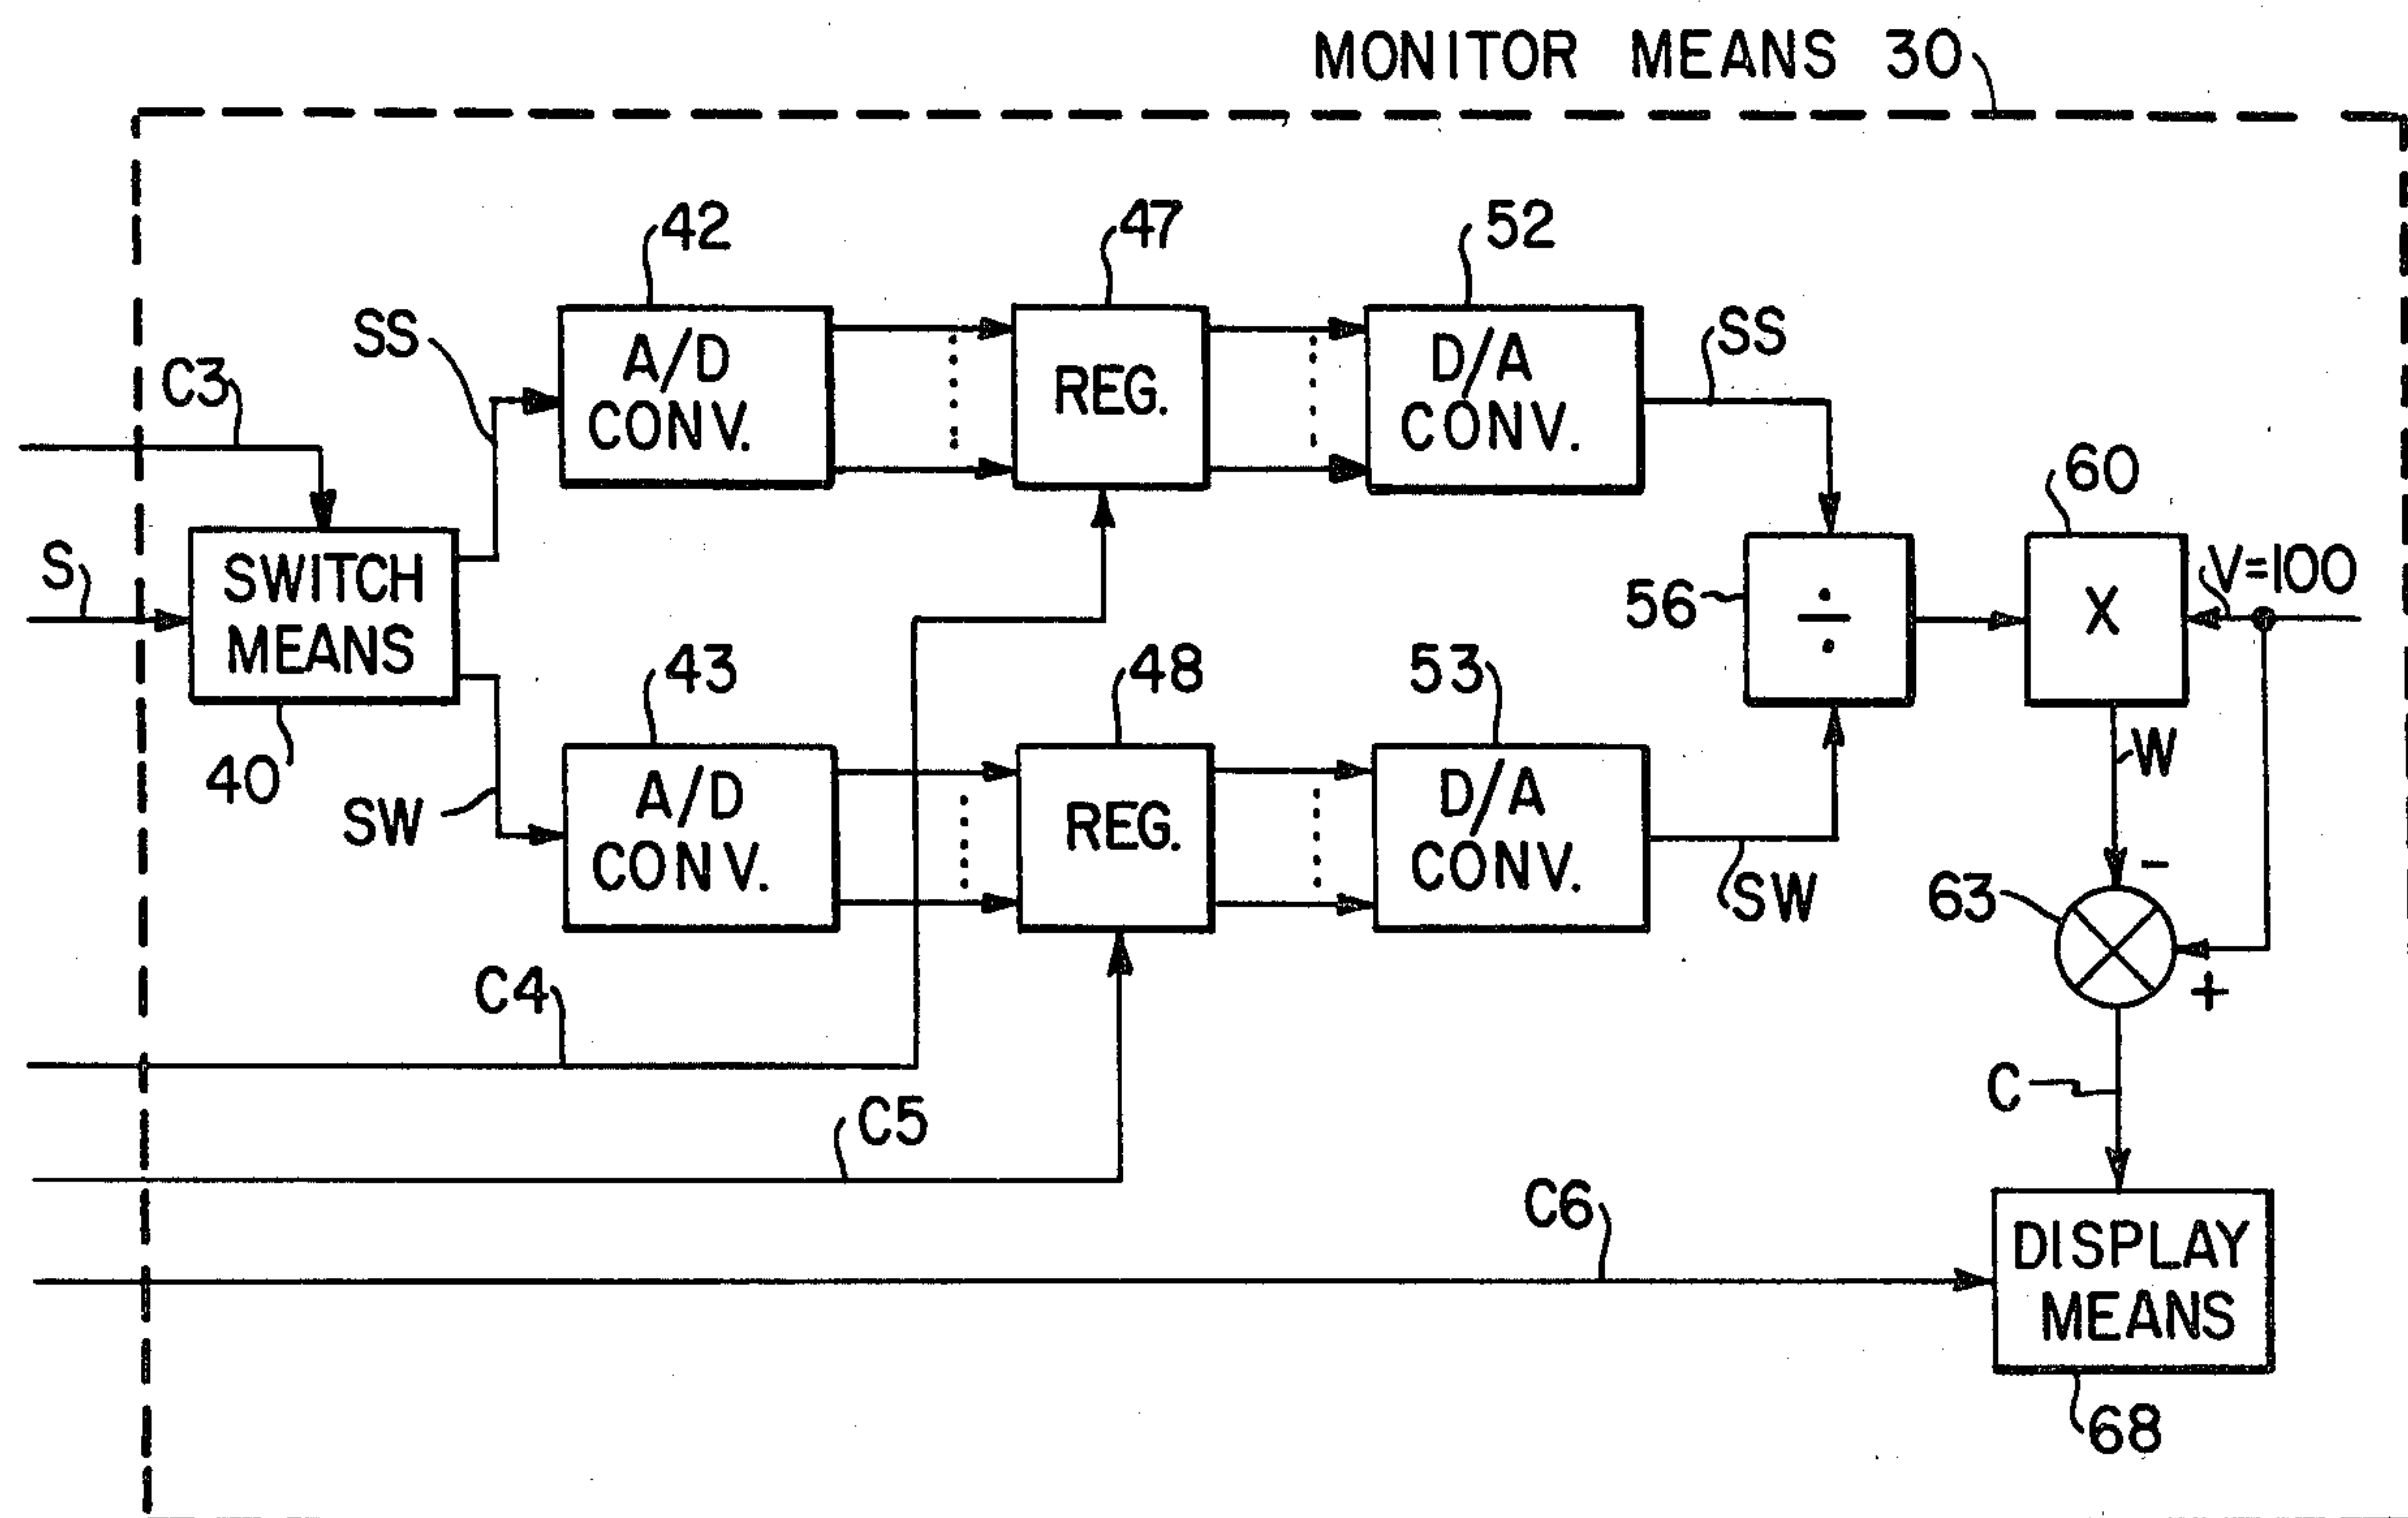 MONITOR MEANS 30
42
47
52
SS
C3
A/D
CONV.
REG.
D/A
CONV.
SS
S
SWITCH
MEANS
40
56
÷
60
X
V=100
SW
43
48
53
A/D
CONV.
REG.
D/A
CONV.
SW
W
-
63
+
C4
C5
C
C6
DISPLAY
MEANS
68